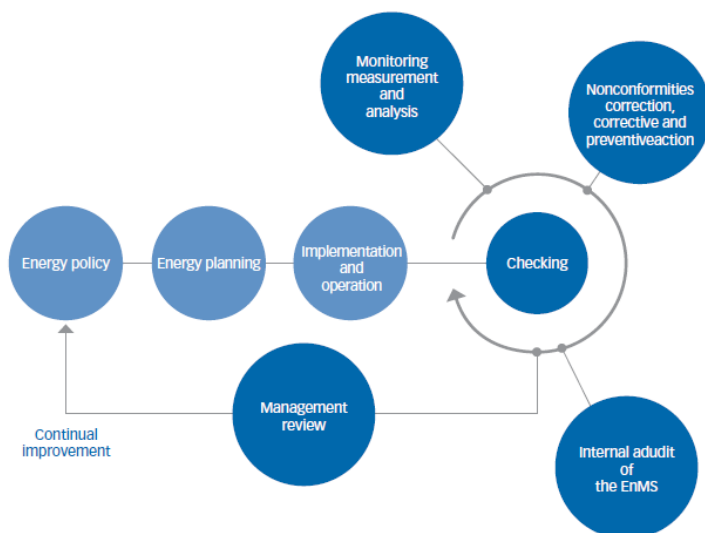 Monitoring
measurement
and
analysis
Nonconformities
correction,
corrective and
preventiveaction
Energy policy
Energy planning
Implementation
and
operation
Checking
Management
review
Continual
improvement
Internal adudit
of
the EnMS